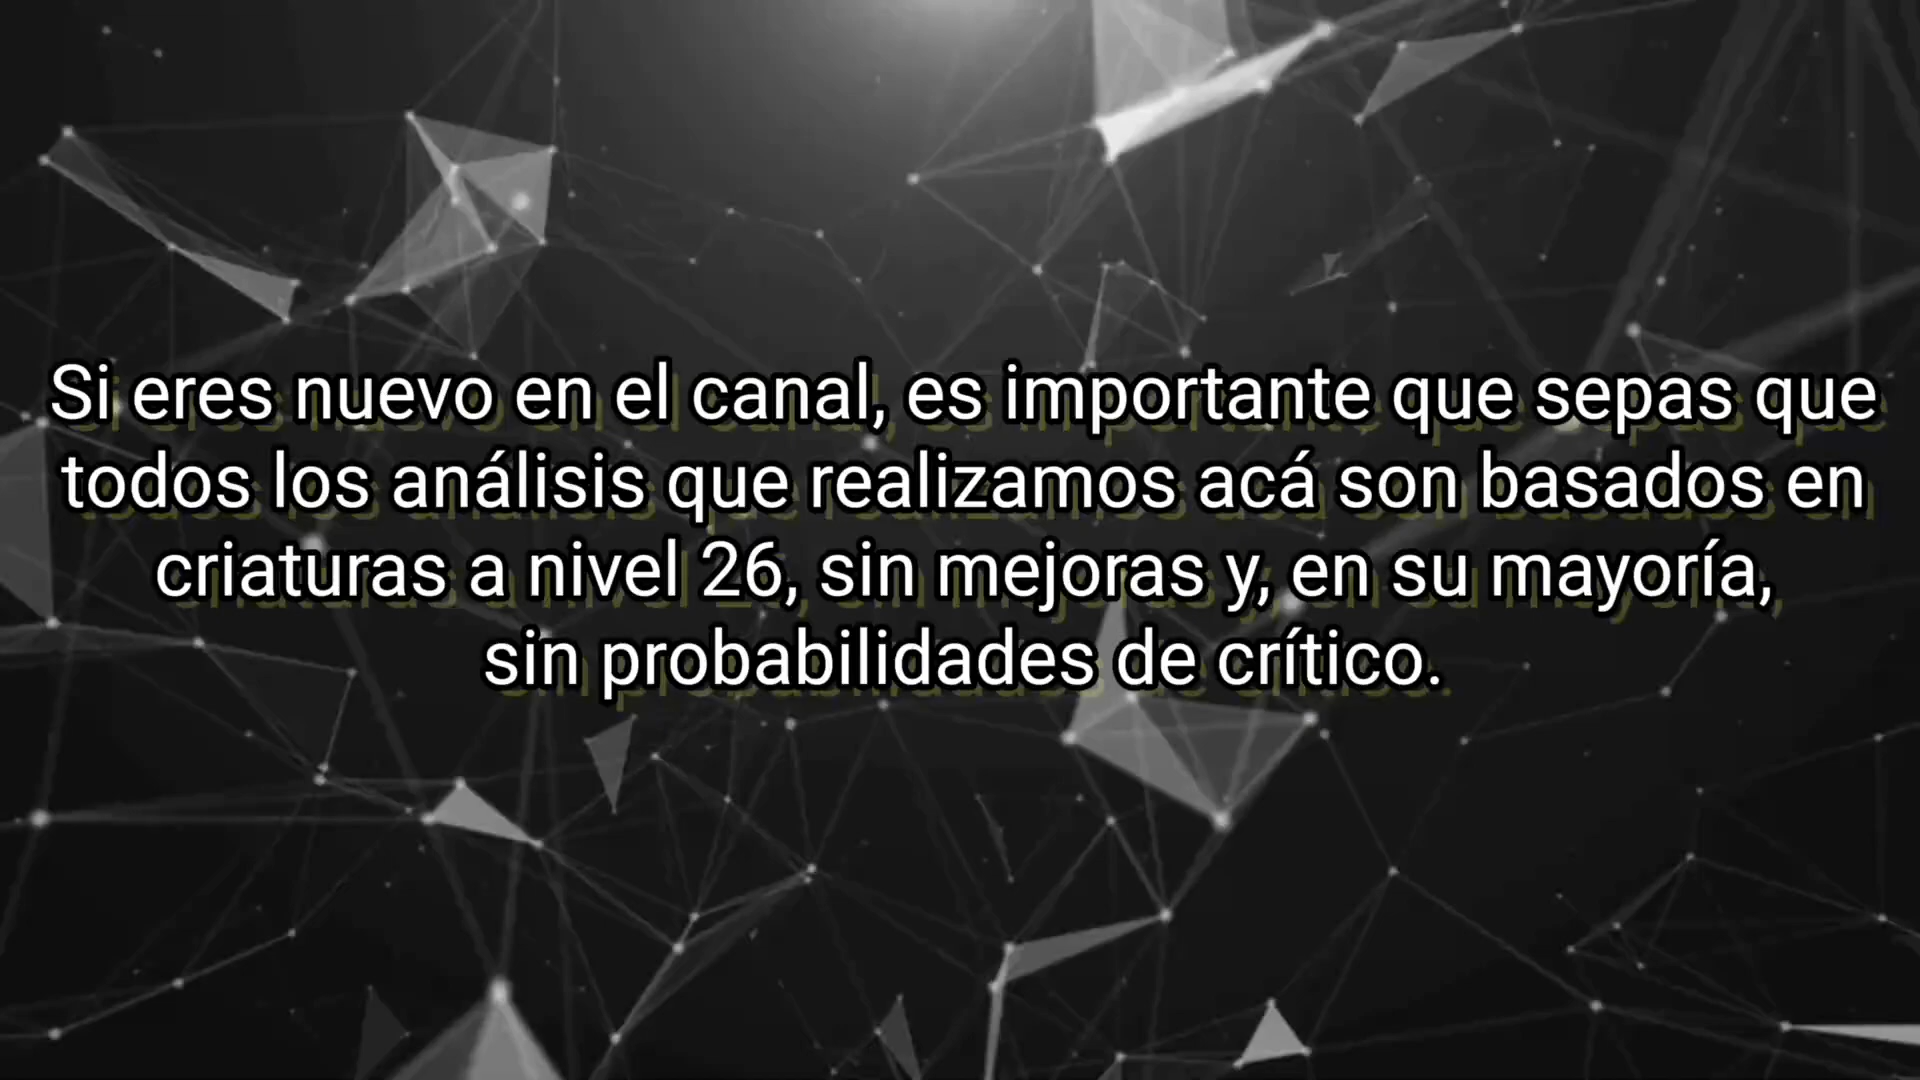 Si eres nuevo en el canal, es importante que sepas que
todos los análisis que realizamos acá son basados en
criaturas a nivel 26, sin mejoras y, en su mayoría,
sin probabilidades de crítico.